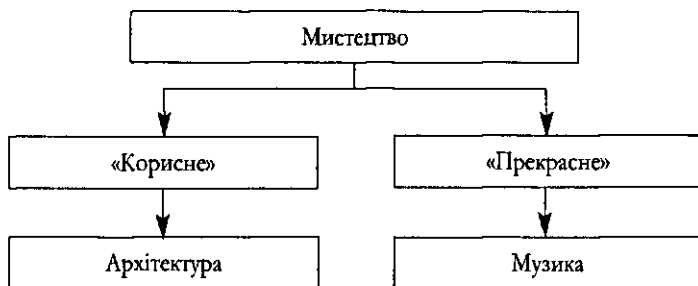 Мистецтво
«Корисне»
«Прекрасне»
Архітектура
Музика